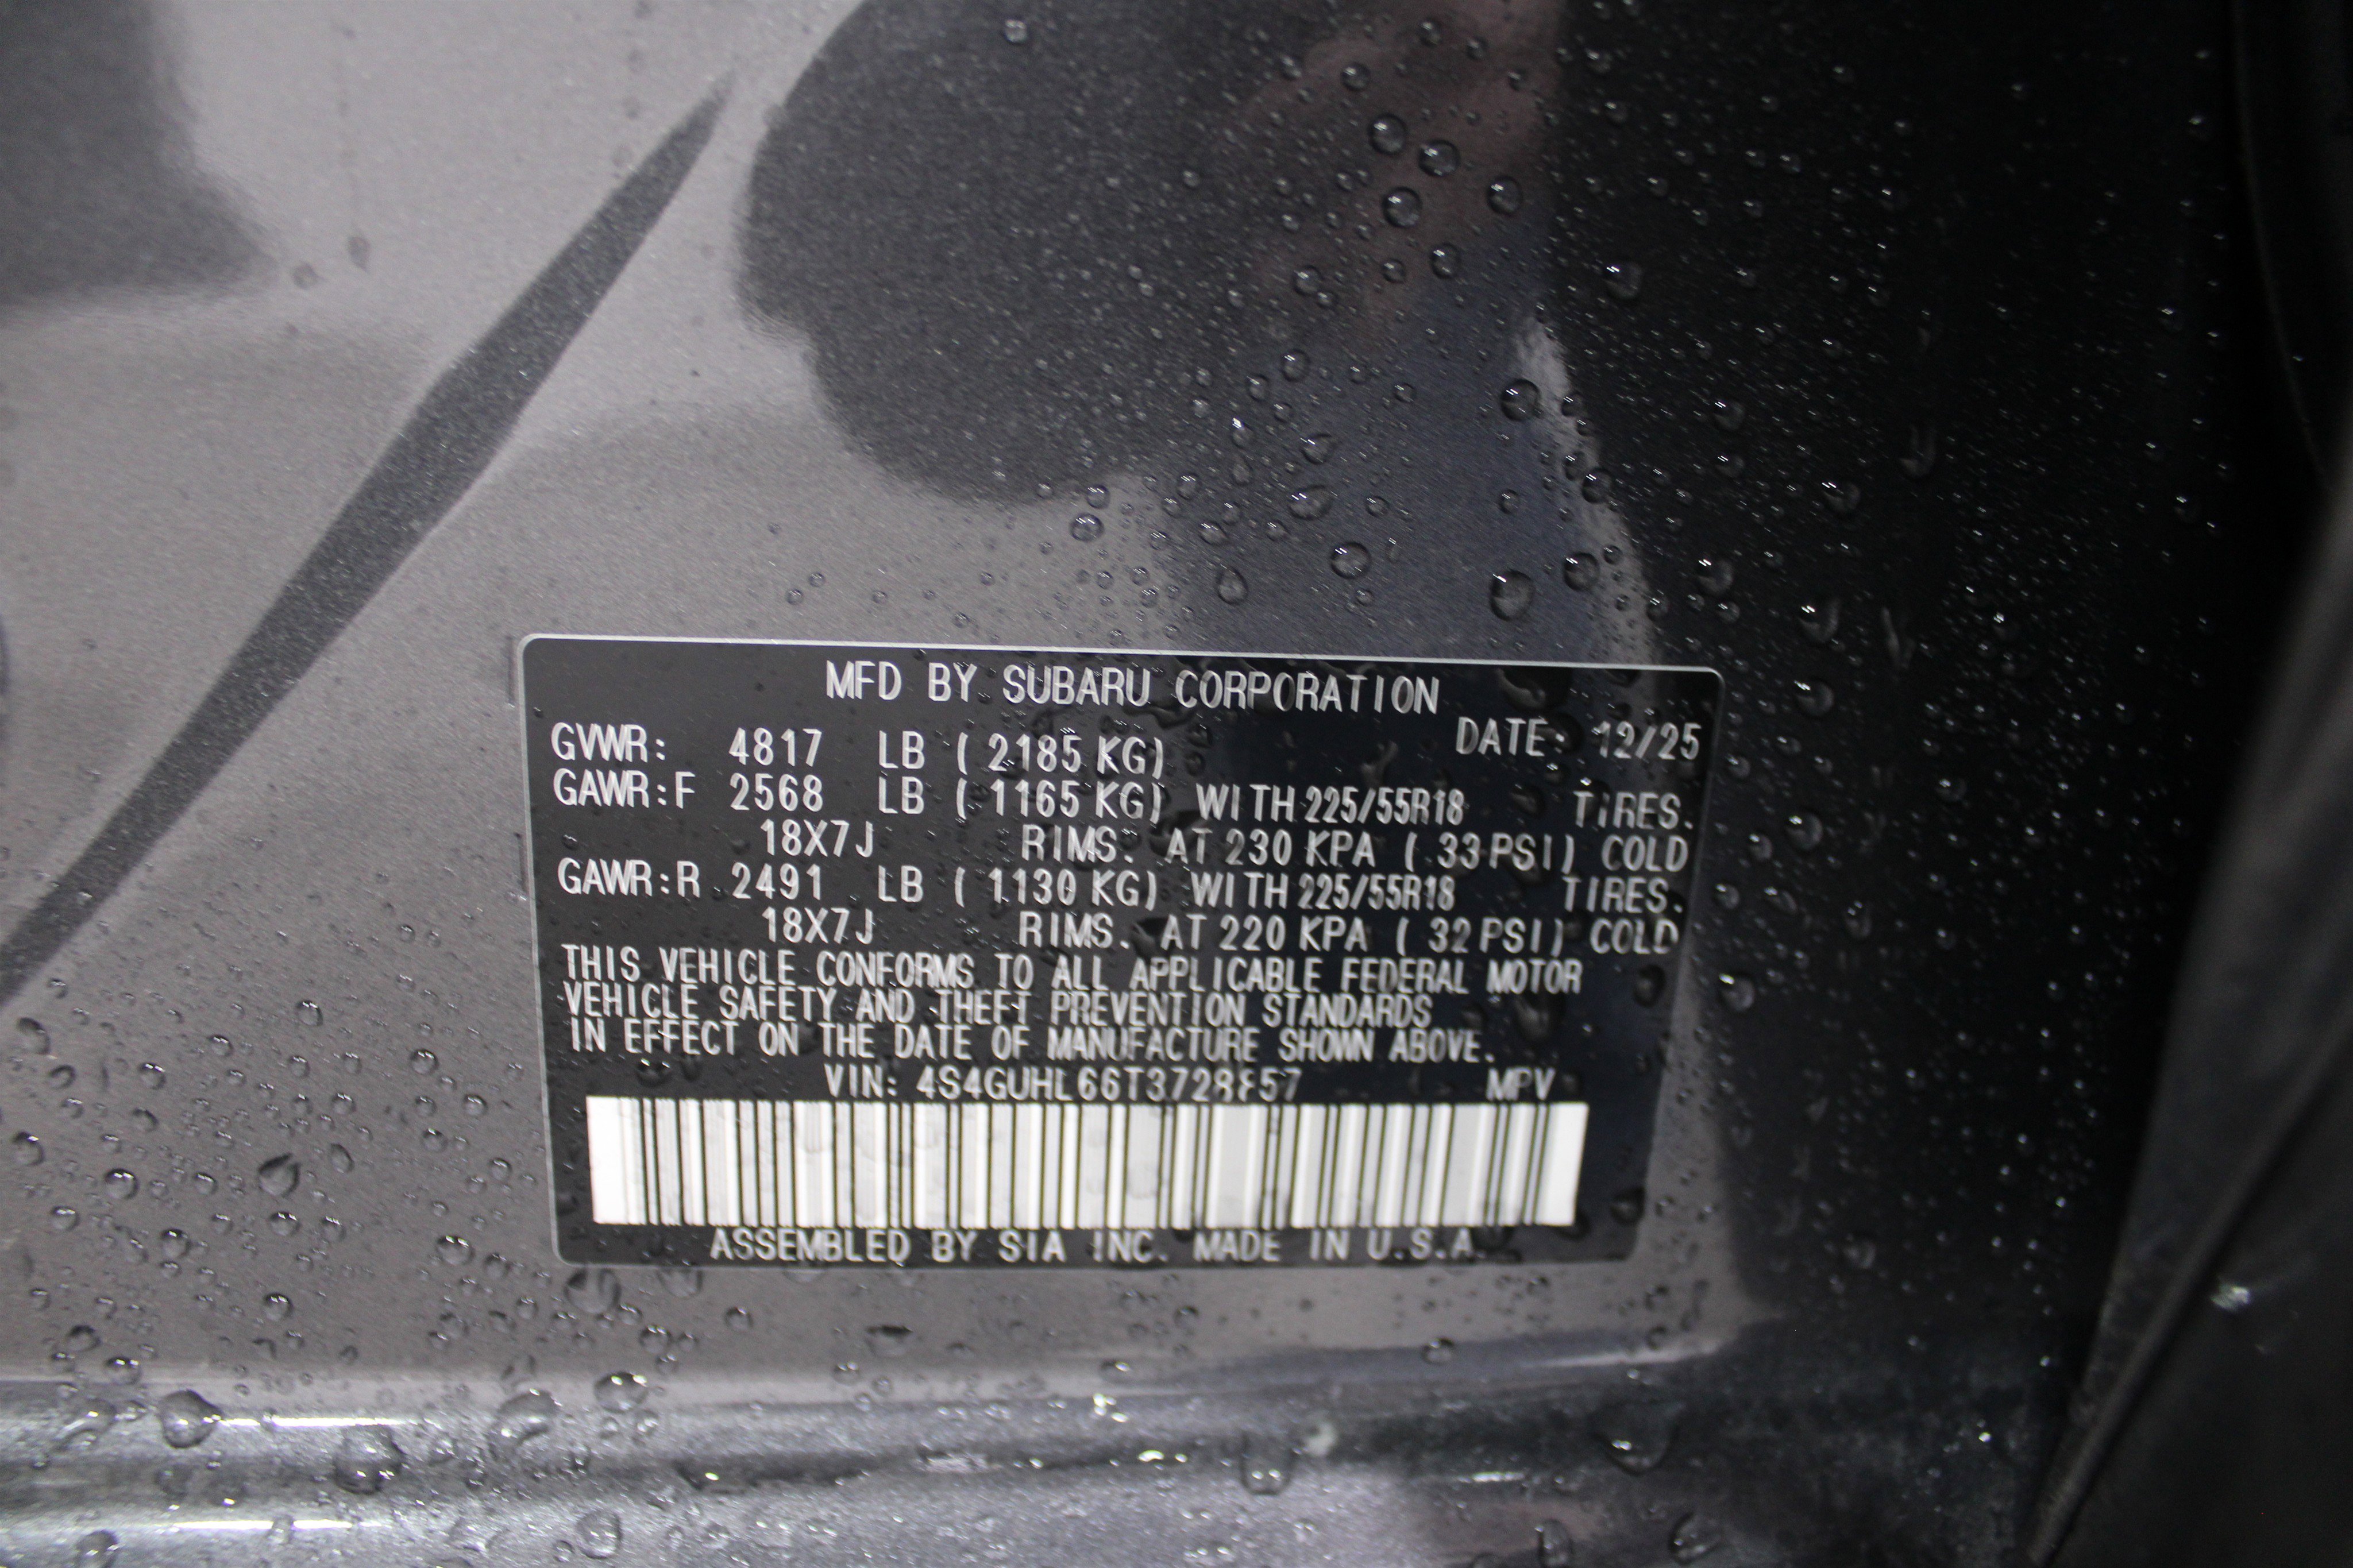 MFD BY SUBARU CORPORATION
DATE: 12/25
GVWR: 4817 LB ( 2185 KG)
GAWR:F 2568 LB ( 1165 KG) WITH 225/55R18 TIRES.
18X7J RIMS. AT 230 KPA ( 33 PSI) COLD
GAWR:R 2491 LB ( 1130 KG) WITH 225/55R18 TIRES.
18X7J RIMS. AT 220 KPA ( 32 PSI) COLD
THIS VEHICLE CONFORMS TO ALL APPLICABLE FEDERAL MOTOR
VEHICLE SAFETY AND THEFT PREVENTION STANDARDS
IN EFFECT ON THE DATE OF MANUFACTURE SHOWN ABOVE.
VIN: 4S4GUHL66T3728857 MPV
ASSEMBLED BY SIA INC. MADE IN U.S.A.